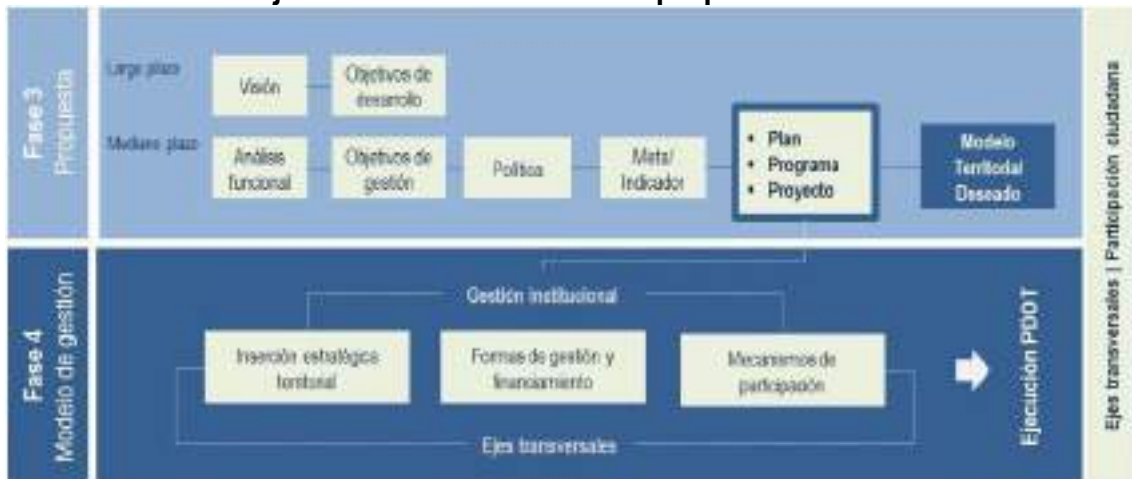 Fase 3
Propuesta
Largo plazo
Visión
Objetivos de
desarrollo
Mediano plazo
Análisis
funcional
Objetivos de
gestión
Política
Meta/
Indicador
• Plan
• Programa
• Proyecto
Modelo
Territorial
Deseado
Fase 4
Modelo de gestión
Gestión institucional
Inserción estratégica
territorial
Formas de gestión y
financiamiento
Mecanismos de
participación
Ejes transversales
Ejecución PDOT
Ejes transversales | Participación ciudadana